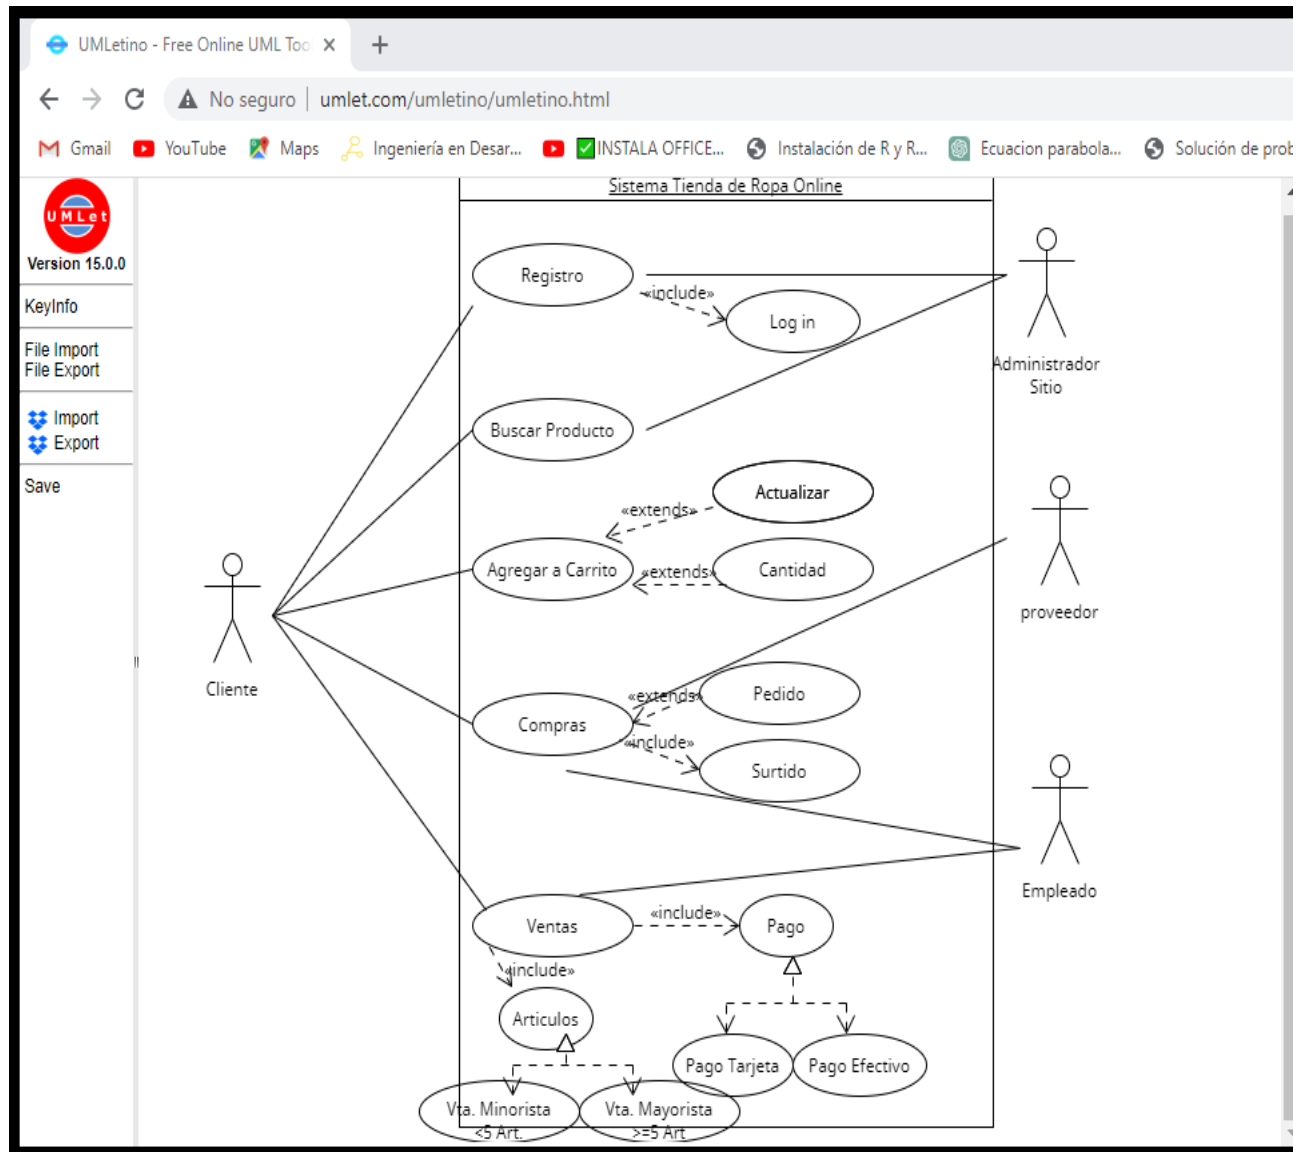 UMLetino - Free Online UML Too
No seguro
umlet.com/umletino/umletino.html
Gmail
YouTube
Maps
Ingeniería en Desar...
INSTALA OFFICE...
Instalación de R y R...
Ecuacion parabola...
Solución de prob
UMLet
Version 15.0.0
KeyInfo
File Import
File Export
Import
Export
Save
Sistema Tienda de Ropa Online
Registro
«include»
Log in
Administrador
Sitio
Buscar Producto
Actualizar
«extends»
Agregar a Carrito
«extends»
Cantidad
proveedor
Cliente
«extends»
Pedido
Compras
«include»
Surtido
Empleado
Ventas
«include»
Pago
«include»
Articulos
Pago Tarjeta
Pago Efectivo
Vta. Minorista
<5 Art.
Vta. Mayorista
>=5 Art